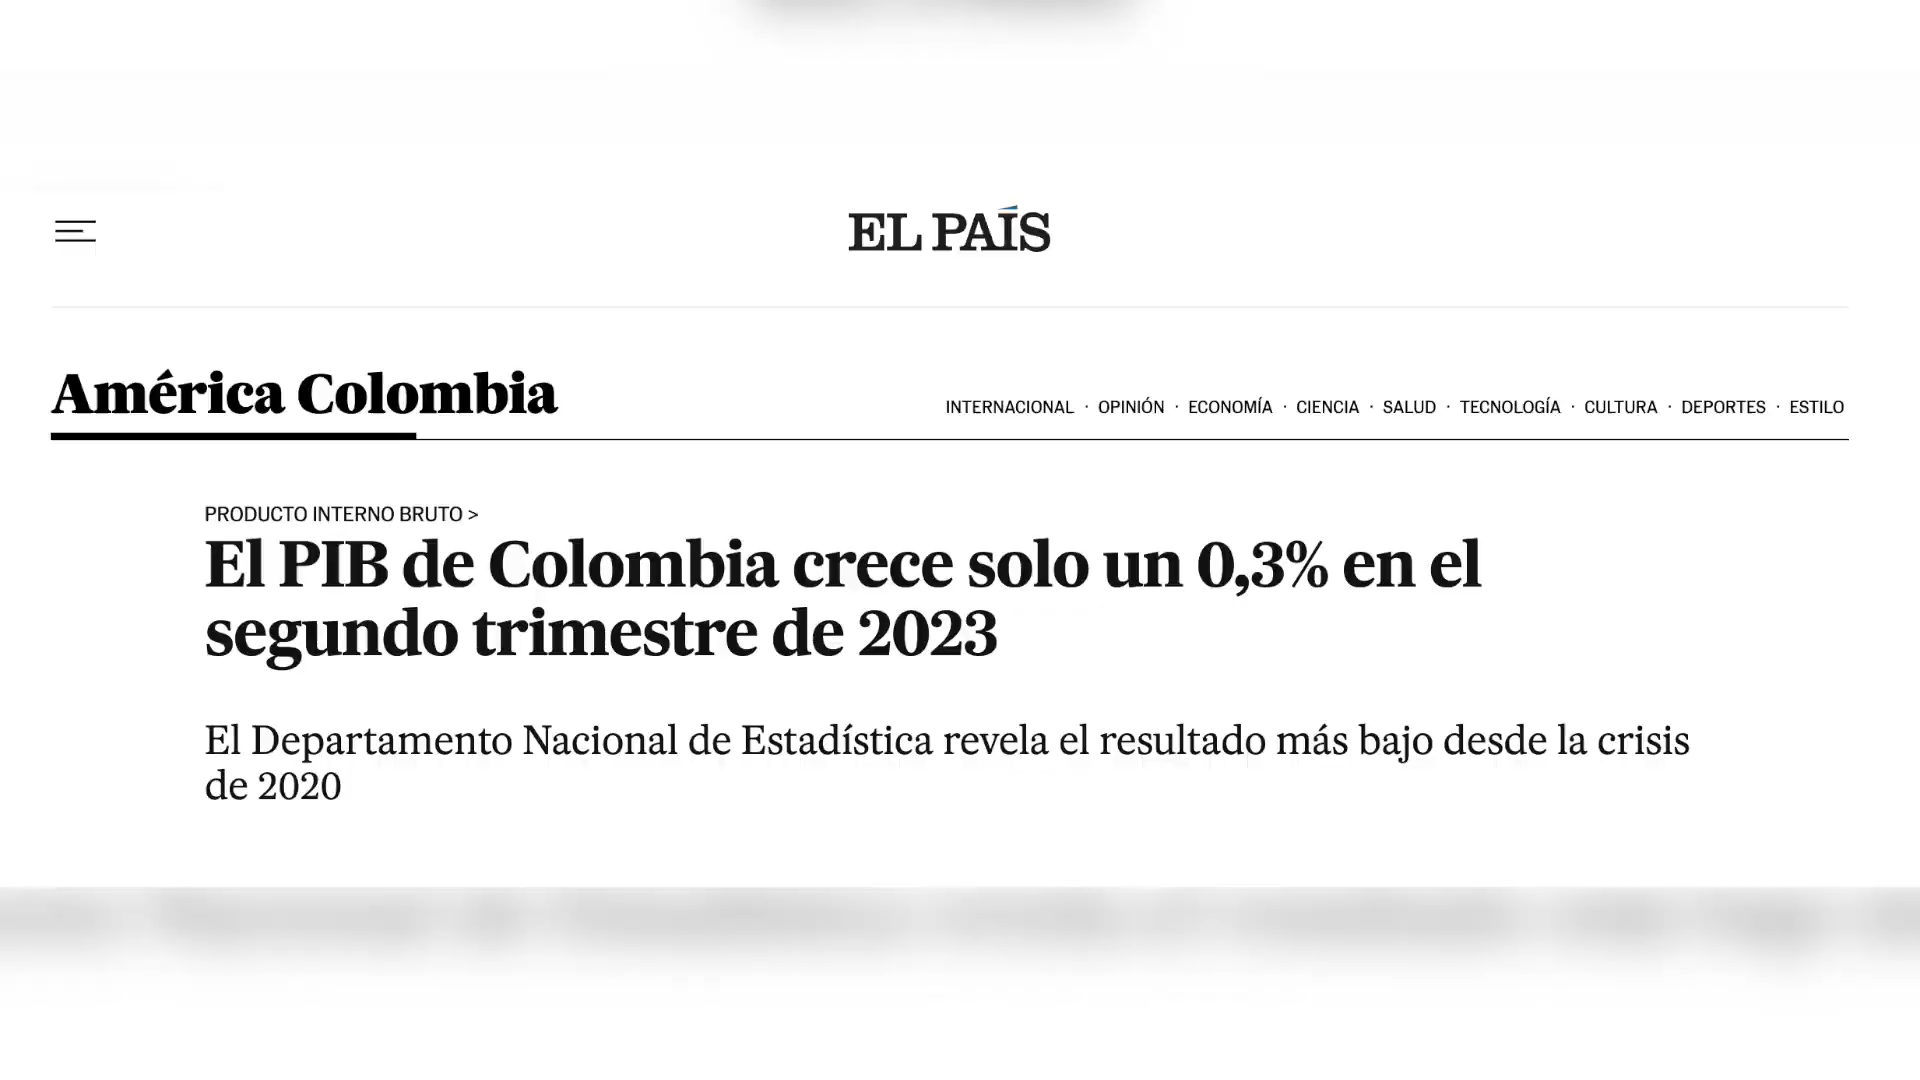 EL PAÍS
América Colombia
INTERNACIONAL · OPINIÓN · ECONOMÍA · CIENCIA · SALUD · TECNOLOGÍA · CULTURA · DEPORTES · ESTILO
PRODUCTO INTERNO BRUTO >
El PIB de Colombia crece solo un 0,3% en el
segundo trimestre de 2023
El Departamento Nacional de Estadística revela el resultado más bajo desde la crisis
de 2020